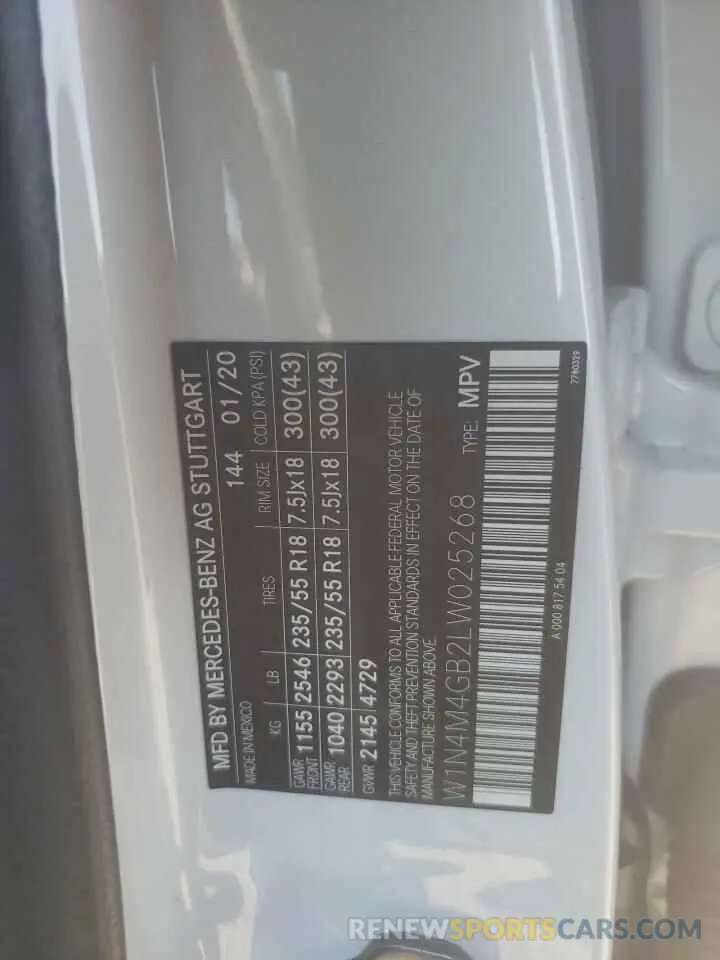 MFD BY MERCEDES-BENZ AG STUTTGART
MADE IN MEXICO 144 01/20
KG LB TIRES RIM SIZE COLD KPA (PSI)
GAWR FRONT 1155 2546 235/55 R18 7.5Jx18 300(43)
GAWR REAR 1040 2293 235/55 R18 7.5Jx18 300(43)
GVWR 2145 4729
THIS VEHICLE CONFORMS TO ALL APPLICABLE FEDERAL MOTOR VEHICLE
SAFETY AND THEFT PREVENTION STANDARDS IN EFFECT ON THE DATE OF
MANUFACTURE SHOWN ABOVE.
W1N4M4GB2LW025268 TYPE: MPV
A 000 817 54 04 7760329
RENEWSPORTSCARS.COM